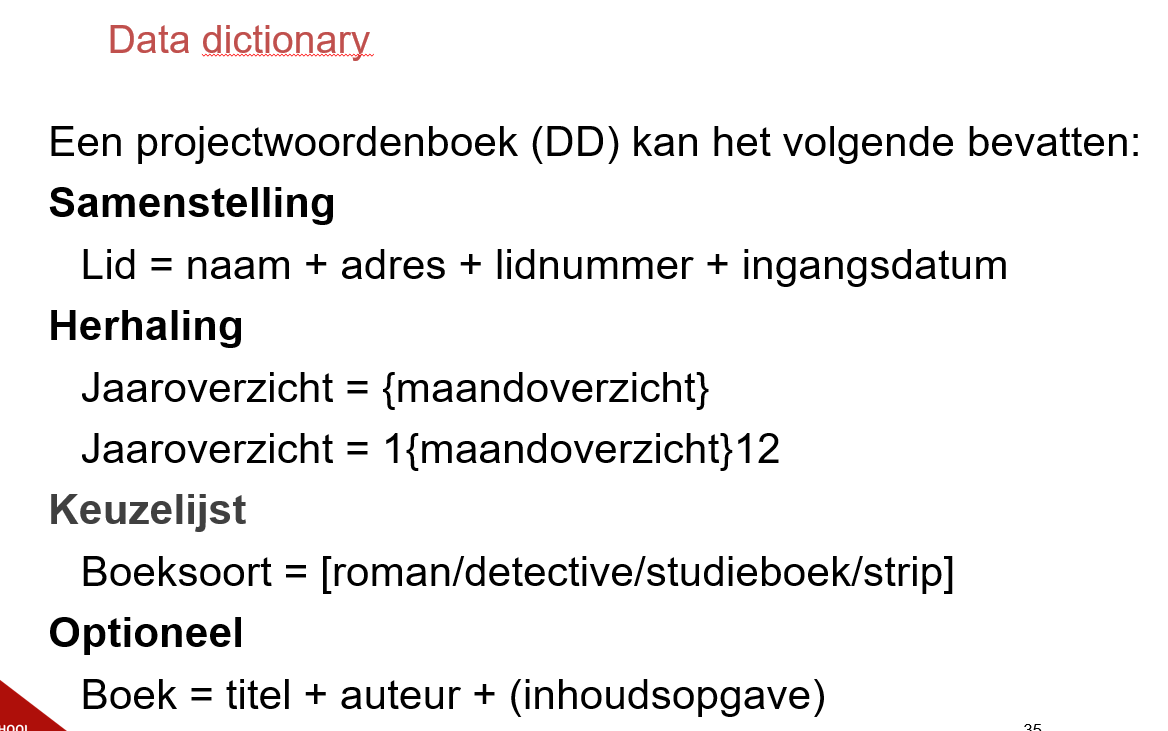 Data dictionary
Een projectwoordenboek (DD) kan het volgende bevatten:
Samenstelling
Lid = naam + adres + lidnummer + ingangsdatum
Herhaling
Jaaroverzicht = {maandoverzicht}
Jaaroverzicht = 1{maandoverzicht}12
Keuzelijst
Boeksoort = [roman/detective/studieboek/strip]
Optioneel
Boek = titel + auteur + (inhoudsopgave)
35